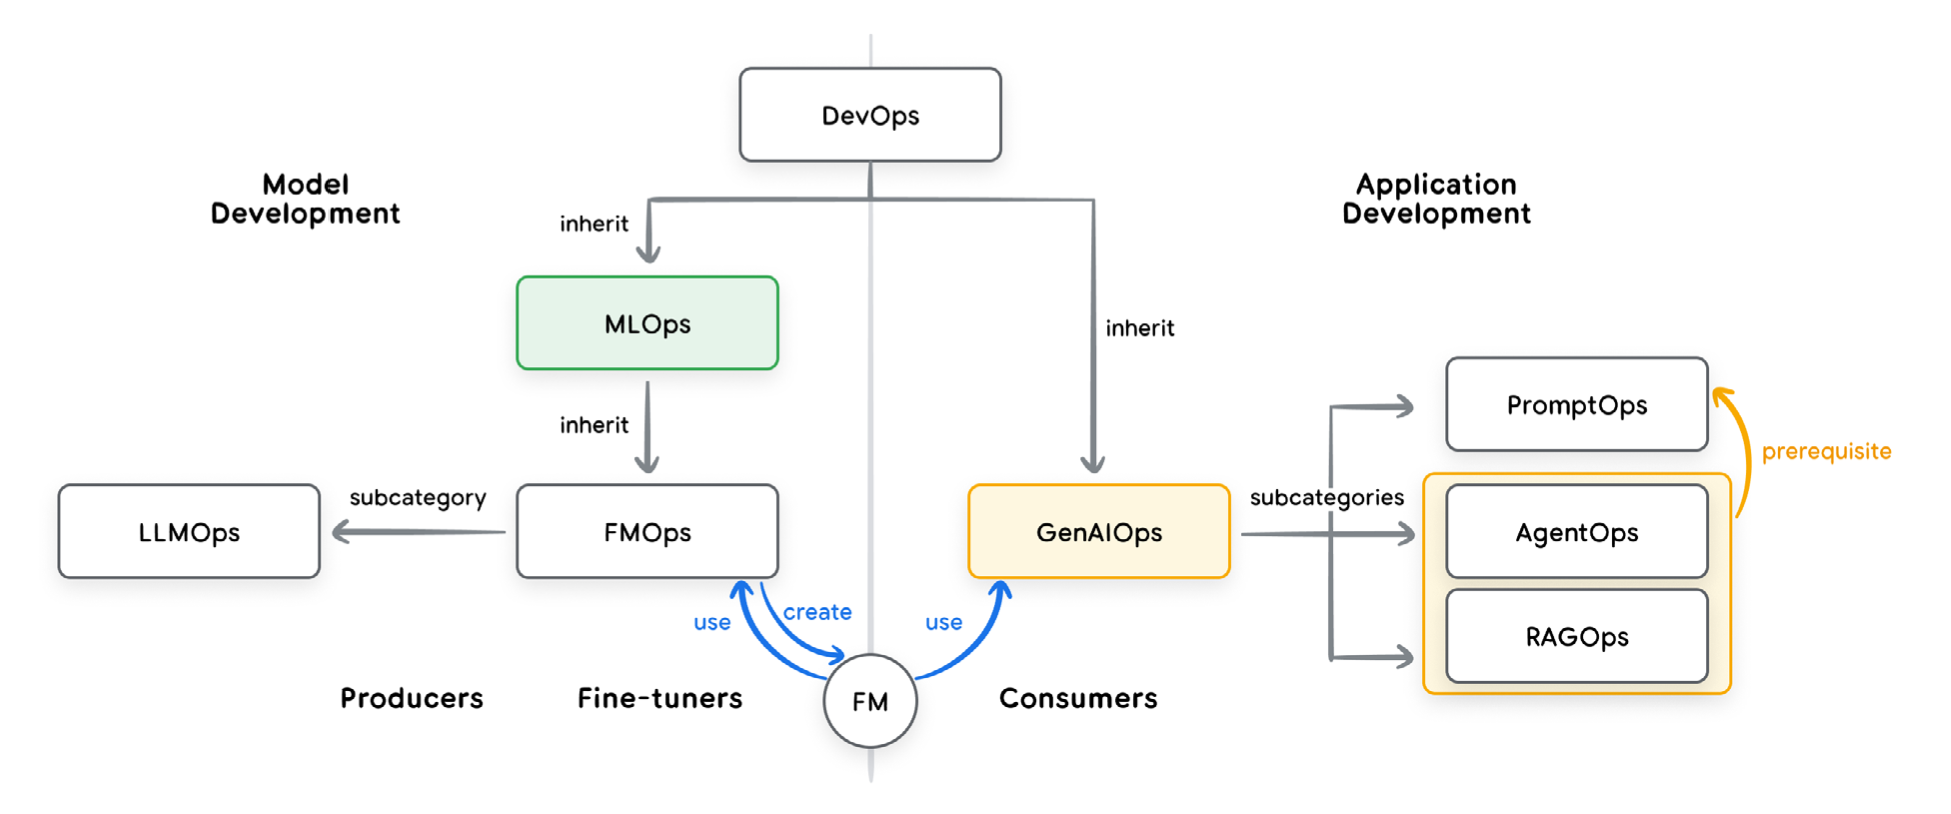 DevOps
Model
Development
Application
Development
inherit
MLOps
inherit
inherit
PromptOps
prerequisite
LLMOps
subcategory
FMOps
GenAIOps
subcategories
AgentOps
RAGOps
use
create
use
Producers
Fine-tuners
FM
Consumers